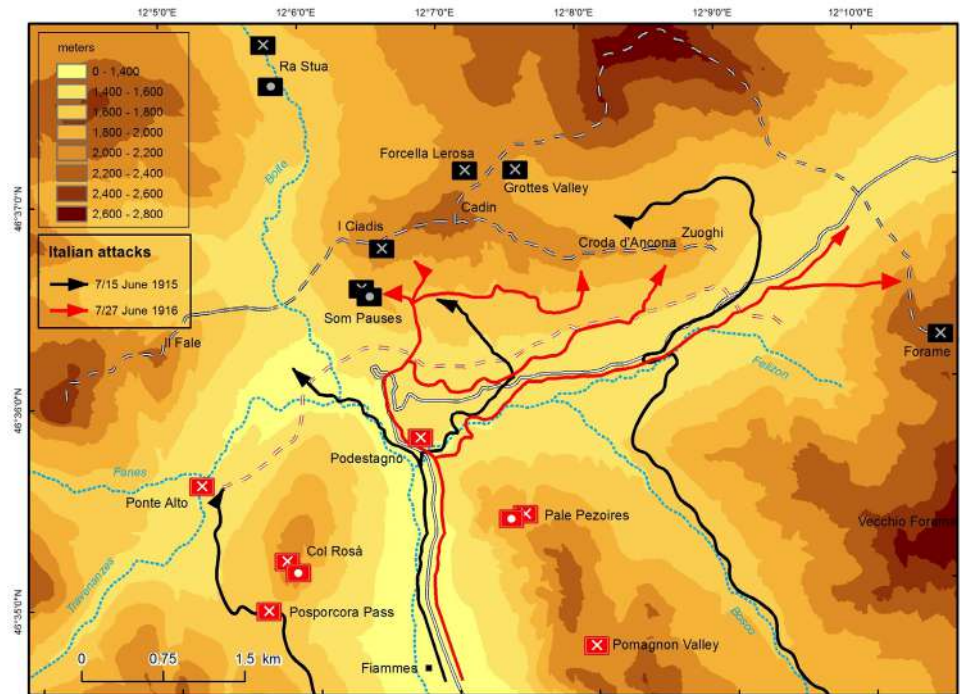 12°5'0"E
12°6'0"E
12°7'0"E
12°8'0"E
12°9'0"E
12°10'0"E
meters
0 - 1,400
1,400 - 1,600
1,600 - 1,800
1,800 - 2,000
2,000 - 2,200
2,200 - 2,400
2,400 - 2,600
2,600 - 2,800
Italian attacks
7/15 June 1915
7/27 June 1916
Ra Stua
Boite
Forcella Lerosa
Grottes Valley
46°37'0"N
Cadin
I Cladis
Zuoghi
Croda d'Ancona
Som Pauses
Il Fale
Forame
Felizon
46°36'0"N
Podestagno
Fanes
Ponte Alto
Pale Pezoires
Vecchio Forame
Col Rosà
Travenanzes
Posporcora Pass
Bosco
46°35'0"N
Pomagnon Valley
0 0.75 1.5 km
Fiammes